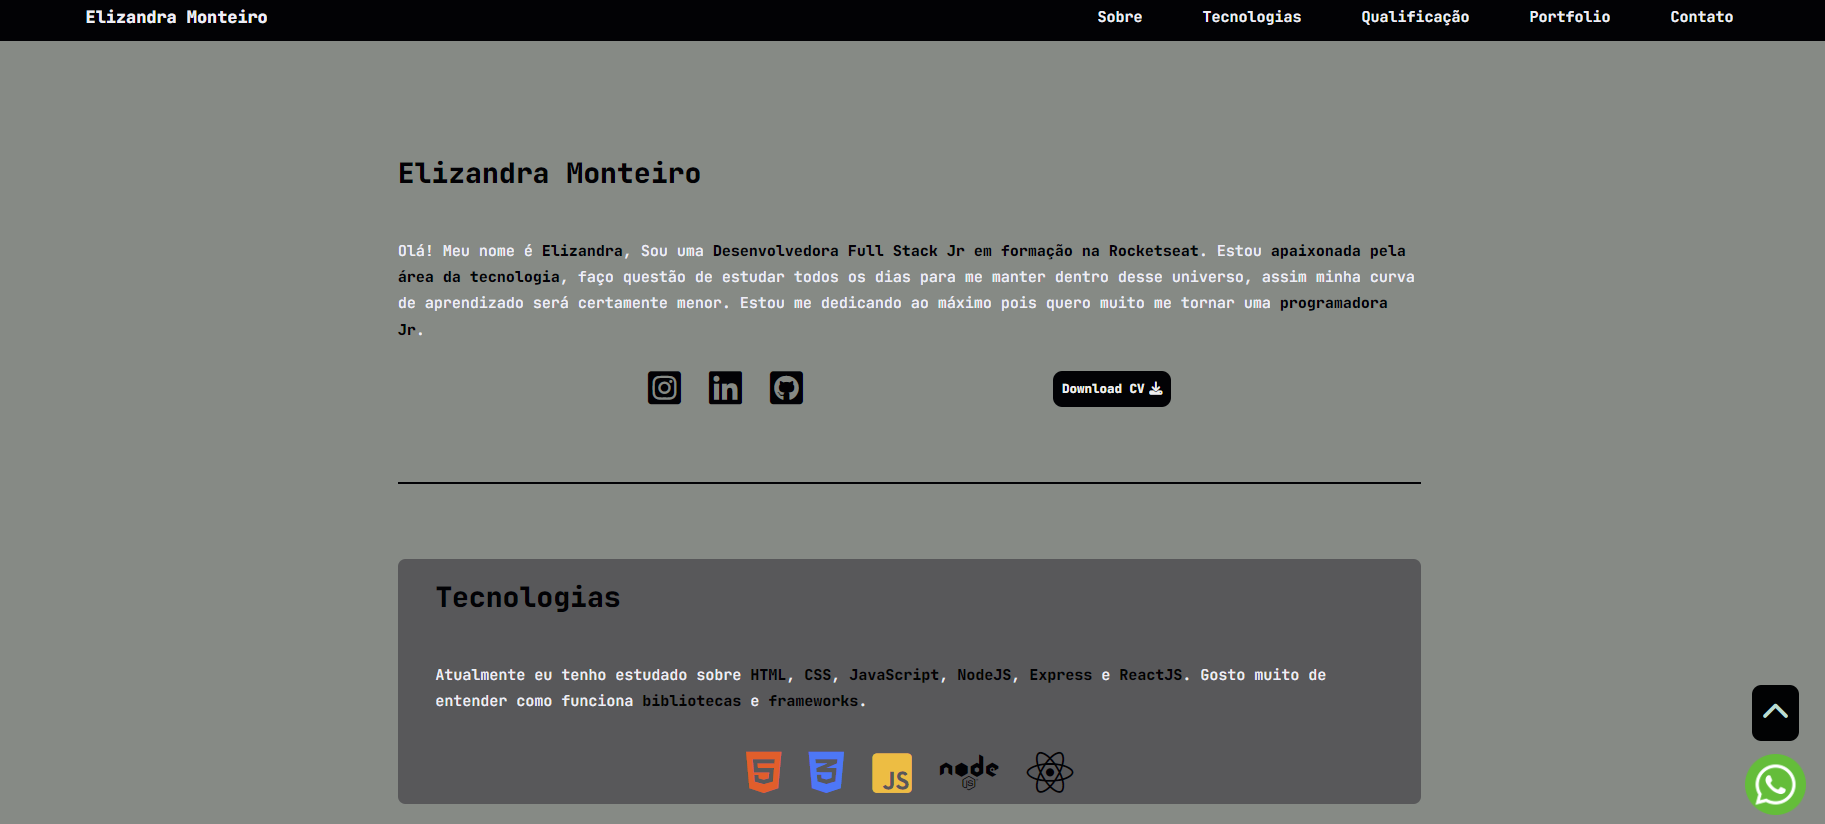 Elizandra Monteiro
Sobre
Tecnologias
Qualificação
Portfolio
Contato
Elizandra Monteiro
Olá! Meu nome é Elizandra, Sou uma Desenvolvedora Full Stack Jr em formação na Rocketseat. Estou apaixonada pela
área da tecnologia, faço questão de estudar todos os dias para me manter dentro desse universo, assim minha curva
de aprendizado será certamente menor. Estou me dedicando ao máximo pois quero muito me tornar uma programadora
Jr.
in
Download CV
Tecnologias
Atualmente eu tenho estudado sobre HTML, CSS, JavaScript, NodeJS, Express e ReactJS. Gosto muito de
entender como funciona bibliotecas e frameworks.
5
3
JS
node
JS